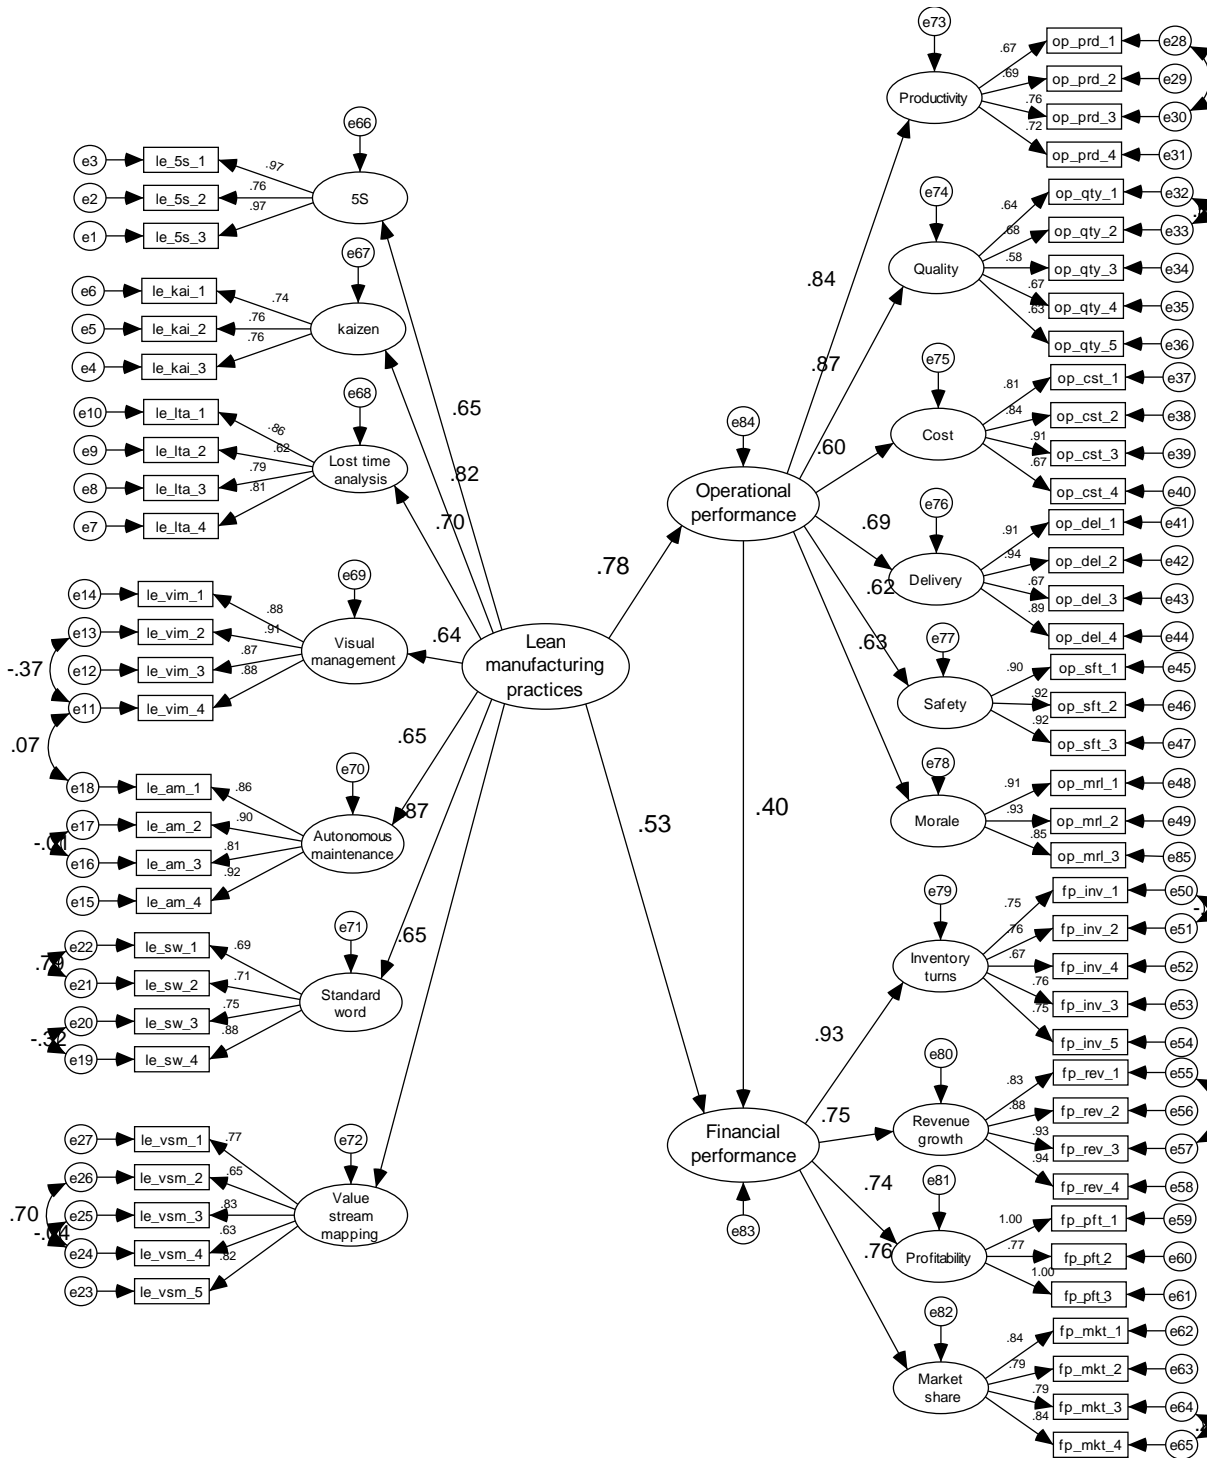 e73
.67
op_prd_1
e28
.69
op_prd_2
e29
Productivity
.76
op_prd_3
e30
.72
op_prd_4
e31
e66
e3
le_5s_1
.97
e2
le_5s_2
.76
5S
e1
le_5s_3
.97
e74
.64
op_qty_1
e32
.68
op_qty_2
e33
Quality
.58
op_qty_3
e34
.67
op_qty_4
e35
.63
op_qty_5
e36
e67
e6
le_kai_1
.74
e5
le_kai_2
.76
kaizen
e4
le_kai_3
.76
.84
.87
e75
.81
op_cst_1
e37
.84
op_cst_2
e38
Cost
.91
op_cst_3
e39
.67
op_cst_4
e40
e68
e10
le_lta_1
.86
e9
le_lta_2
.62
Lost time
analysis
e8
le_lta_3
.79
e7
le_lta_4
.81
.65
.82
.70
e84
Operational
performance
.60
.69
.62
.63
e76
.91
op_del_1
e41
.94
op_del_2
e42
Delivery
.67
op_del_3
e43
.89
op_del_4
e44
.78
e69
e14
le_vim_1
.88
e13
le_vim_2
.91
Visual
management
e12
le_vim_3
.87
e11
le_vim_4
.88
-.37
.07
.64
Lean
manufacturing
practices
e77
.90
op_sft_1
e45
.92
op_sft_2
e46
Safety
.92
op_sft_3
e47
.65
.87
.65
e70
e18
le_am_1
.86
e17
le_am_2
.90
Autonomous
maintenance
e16
le_am_3
.81
e15
le_am_4
.92
.53
.40
e78
.91
op_mrl_1
e48
.93
op_mrl_2
e49
Morale
.85
op_mrl_3
e85
e71
e22
le_sw_1
.69
e21
le_sw_2
.71
Standard
word
e20
le_sw_3
.75
e19
le_sw_4
.88
-.32
e79
.75
fp_inv_1
e50
.76
fp_inv_2
e51
Inventory
turns
.67
fp_inv_4
e52
.76
fp_inv_3
e53
.75
fp_inv_5
e54
.93
.75
.74
.76
e80
.83
fp_rev_1
e55
.88
fp_rev_2
e56
Revenue
growth
.93
fp_rev_3
e57
.94
fp_rev_4
e58
Financial
performance
e83
e72
e27
le_vsm_1
.77
e26
le_vsm_2
.65
Value
stream
mapping
e25
le_vsm_3
.83
e24
le_vsm_4
.63
e23
le_vsm_5
.82
.70
e81
1.00
fp_pft_1
e59
.77
fp_pft_2
e60
Profitability
1.00
fp_pft_3
e61
e82
.84
fp_mkt_1
e62
.79
fp_mkt_2
e63
Market
share
.79
fp_mkt_3
e64
.84
fp_mkt_4
e65